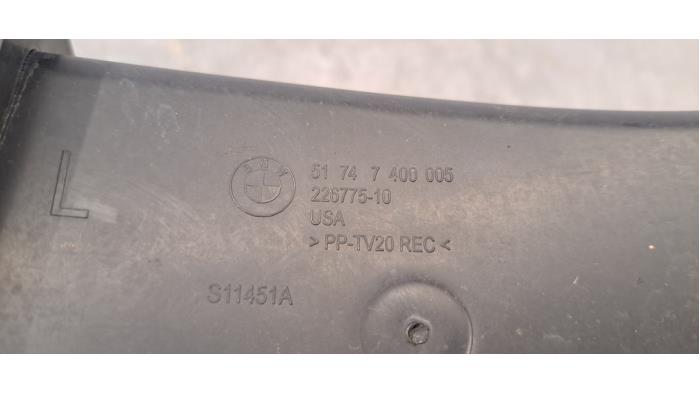 L
BMW
51 74 7 400 005
226775-10
USA
> PP-TV20 REC <
S11451A